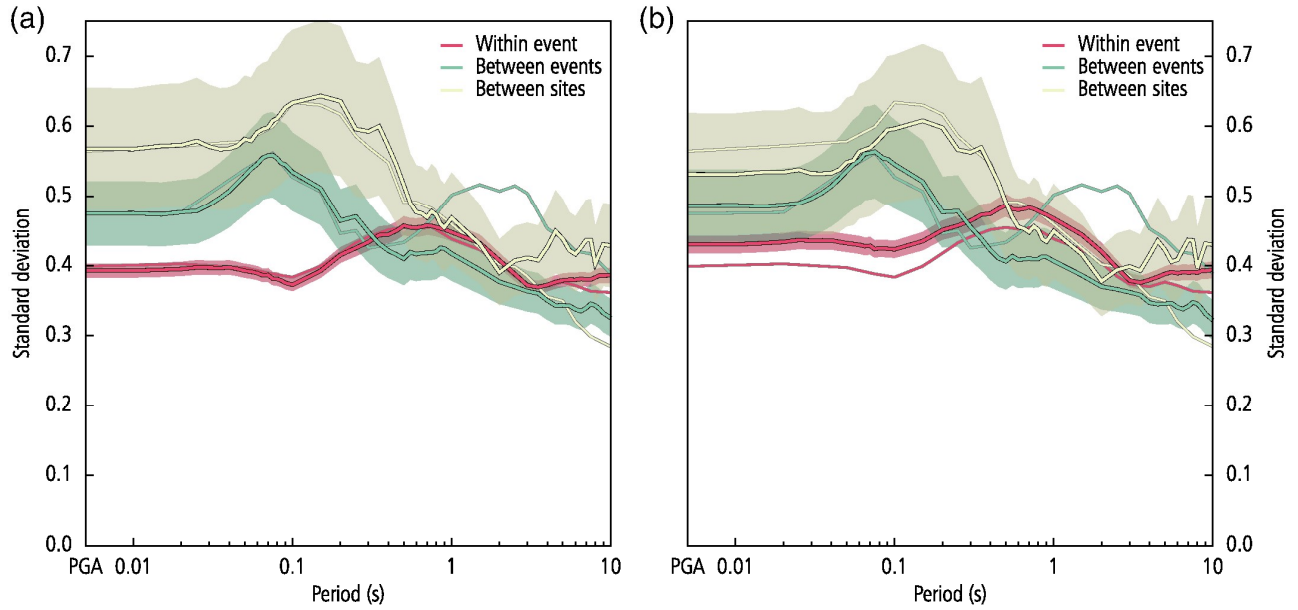 (a)
Within event
Between events
Between sites
0.7
0.6
0.5
0.4
0.3
0.2
0.1
0.0
Standard deviation
PGA 0.01 0.1 1 10
Period (s)
(b)
Within event
Between events
Between sites
0.7
0.6
0.5
0.4
0.3
0.2
0.1
0.0
Standard deviation
PGA 0.01 0.1 1 10
Period (s)